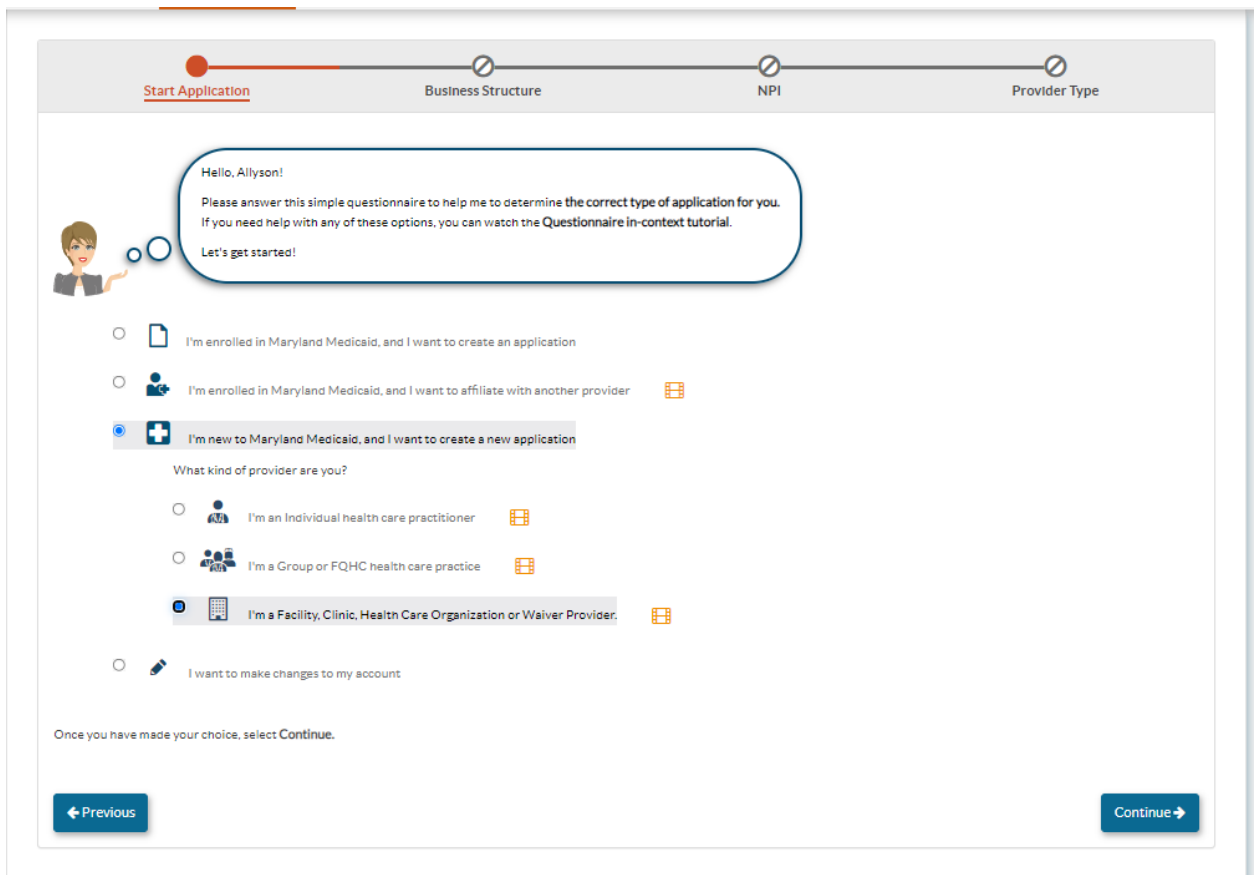 Start Application
Business Structure
NPI
Provider Type
Hello, Allyson!
Please answer this simple questionnaire to help me to determine the correct type of application for you.
If you need help with any of these options, you can watch the Questionnaire in-context tutorial.
Let's get started!
I'm enrolled in Maryland Medicaid, and I want to create an application
I'm enrolled in Maryland Medicaid, and I want to affiliate with another provider
I'm new to Maryland Medicaid, and I want to create a new application
What kind of provider are you?
I'm an Individual health care practitioner
I'm a Group or FQHC health care practice
I'm a Facility, Clinic, Health Care Organization or Waiver Provider.
I want to make changes to my account
Once you have made your choice, select Continue.
Previous
Continue